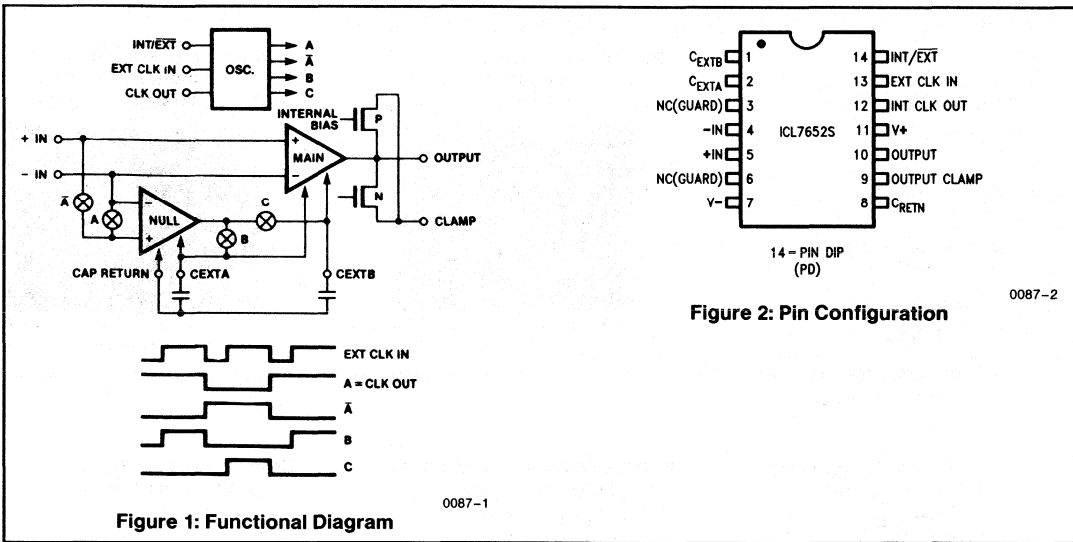 INT/EXT
EXT CLK IN
CLK OUT
OSC.
A
A
B
C
INTERNAL
BIAS
P
+ IN
− IN
+
MAIN
−
OUTPUT
N
CLAMP
A
A
−
NULL
+
C
B
CAP RETURN
CEXTA
CEXTB
EXT CLK IN
A = CLK OUT
A
B
C
0087–1
Figure 1: Functional Diagram
CEXTB 1
CEXTA 2
NC(GUARD) 3
-IN 4
+IN 5
NC(GUARD) 6
V- 7
ICL7652S
14 INT/EXT
13 EXT CLK IN
12 INT CLK OUT
11 V+
10 OUTPUT
9 OUTPUT CLAMP
8 CRETN
14-PIN DIP
(PD)
0087–2
Figure 2: Pin Configuration